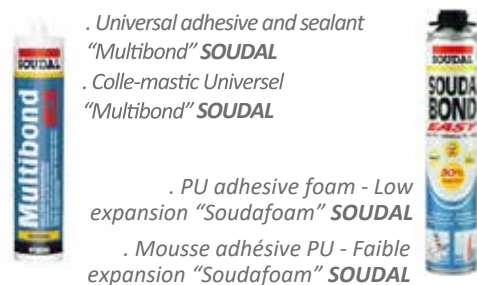 . Universal adhesive and sealant
“Multibond” SOUDAL
. Colle-mastic Universel
“Multibond” SOUDAL
. PU adhesive foam - Low
expansion “Soudafoam” SOUDAL
. Mousse adhésive PU - Faible
expansion “Soudafoam” SOUDAL
SOUDAL
Multibond
SOUDAL
SOUDA
BOND
EASY